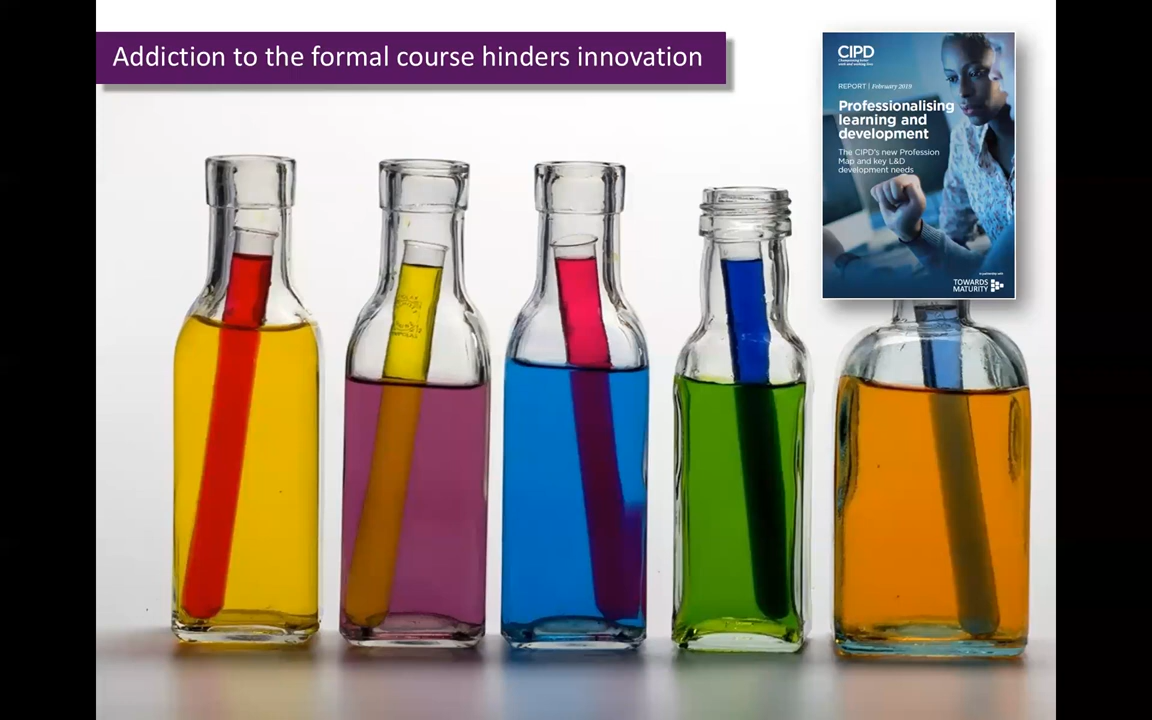 Addiction to the formal course hinders innovation
CIPD
REPORT | February 2019
Professionalising
learning and
development
The CIPD's new Profession
Map and key L&D
development needs
TOWARDS
MATURITY